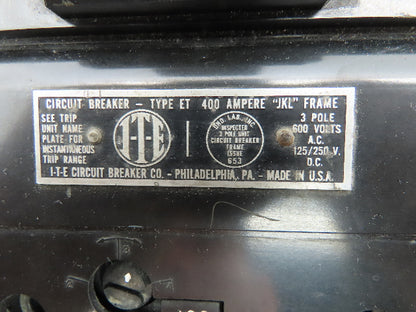 CIRCUIT BREAKER - TYPE ET 400 AMPERE "JKL" FRAME
SEE TRIP
UNIT NAME
PLATE FOR
INSTANTANEOUS
TRIP RANGE
I-T-E
UND. LAB. INC.
INSPECTED
3 POLE UNIT
CIRCUIT BREAKER
FRAME
ISSUE
653
3 POLE
600 VOLTS
A.C.
125/250 V.
D.C.
I-T-E CIRCUIT BREAKER CO. - PHILADELPHIA, PA. - MADE IN U.S.A.